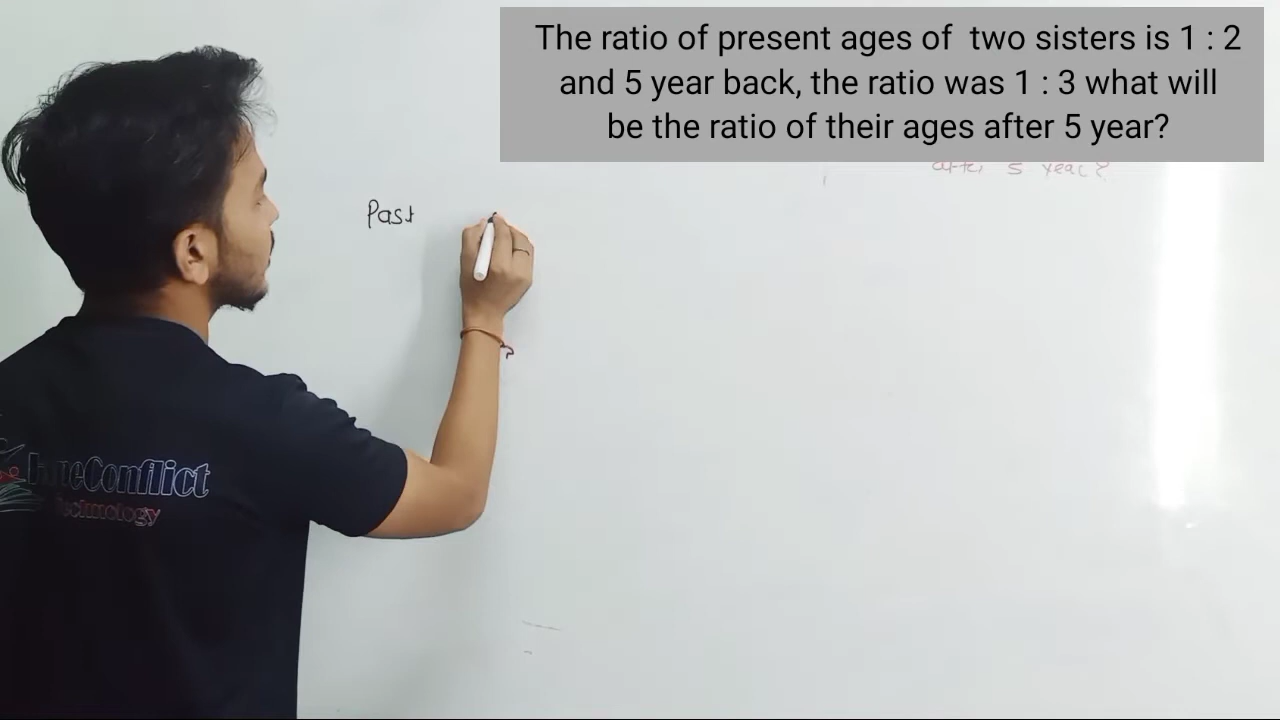 The ratio of present ages of two sisters is 1 : 2
and 5 year back, the ratio was 1 : 3 what will
be the ratio of their ages after 5 year?
after 5 year?
Past
Conflict
Technology